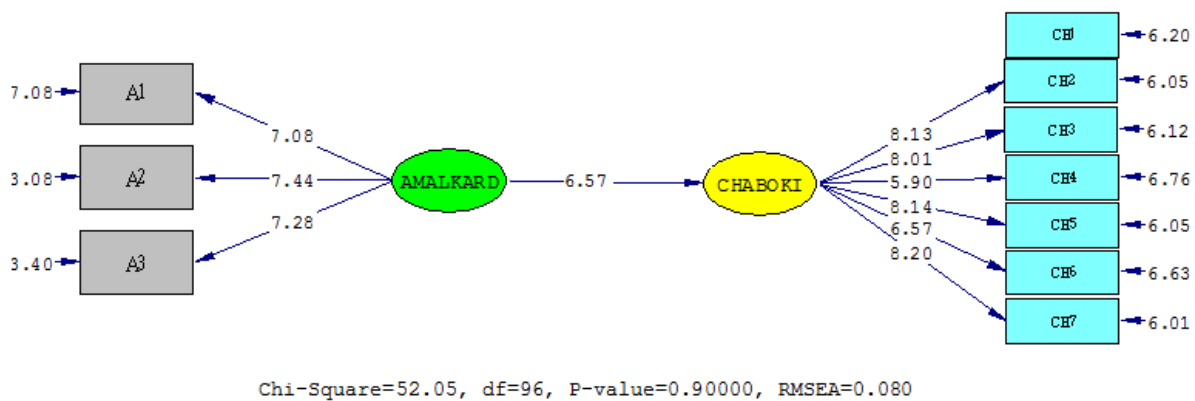 CH1
6.20
CH2
6.05
7.08
A1
CH3
6.12
8.13
7.08
8.01
3.08
A2
7.44
AMALKARD
6.57
CHABOKI
5.90
CH4
6.76
8.14
7.28
6.57
CH5
6.05
8.20
3.40
A3
CH6
6.63
CH7
6.01
Chi-Square=52.05, df=96, P-value=0.90000, RMSEA=0.080